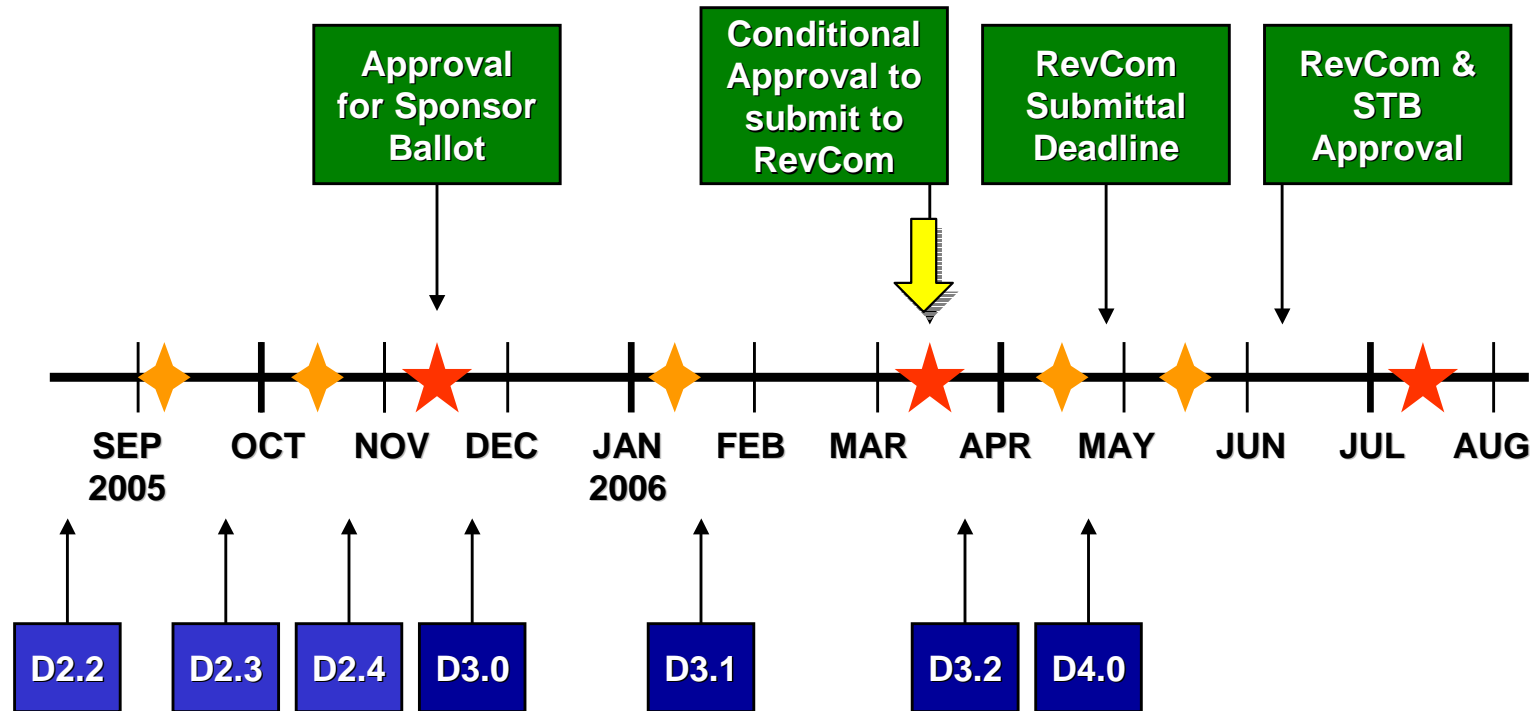 Approval
for Sponsor
Ballot
Conditional
Approval to
submit to
RevCom
RevCom
Submittal
Deadline
RevCom &
STB
Approval
SEP
2005
OCT
NOV
DEC
JAN
2006
FEB
MAR
APR
MAY
JUN
JUL
AUG
D2.2
D2.3
D2.4
D3.0
D3.1
D3.2
D4.0